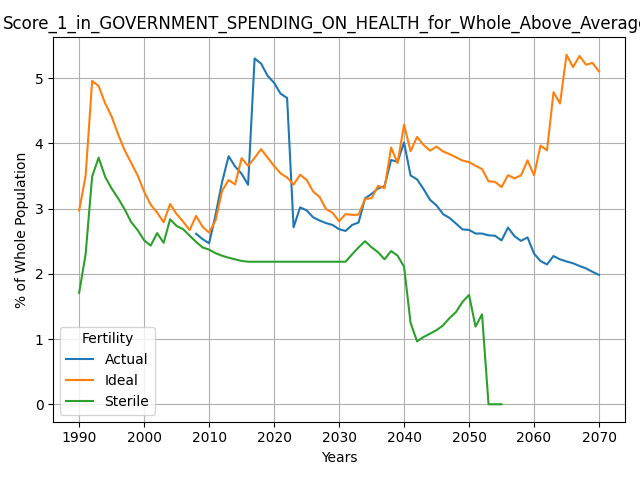 Score_1_in_GOVERNMENT_SPENDING_ON_HEALTH_for_Whole_Above_Average
% of Whole Population
5
4
3
2
1
0
Fertility
Actual
Ideal
Sterile
1990 2000 2010 2020 2030 2040 2050 2060 2070
Years